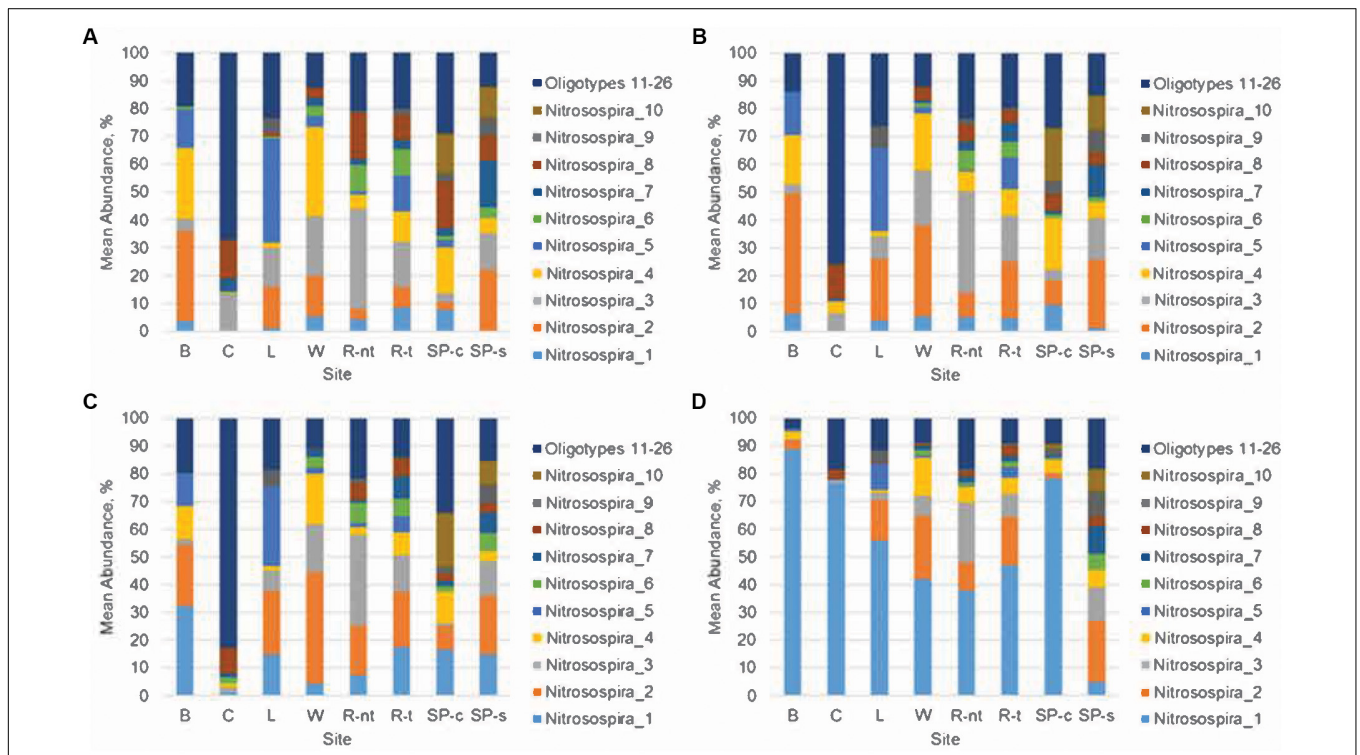 A
Mean Abundance, %
100
90
80
70
60
50
40
30
20
10
0
B C L W R-nt R-t SP-c SP-s
Site
Oligotypes 11-26
Nitrosospira_10
Nitrosospira_9
Nitrosospira_8
Nitrosospira_7
Nitrosospira_6
Nitrosospira_5
Nitrosospira_4
Nitrosospira_3
Nitrosospira_2
Nitrosospira_1
B
Mean Abundance, %
100
90
80
70
60
50
40
30
20
10
0
B C L W R-nt R-t SP-c SP-s
Site
Oligotypes 11-26
Nitrosospira_10
Nitrosospira_9
Nitrosospira_8
Nitrosospira_7
Nitrosospira_6
Nitrosospira_5
Nitrosospira_4
Nitrosospira_3
Nitrosospira_2
Nitrosospira_1
C
Mean Abundance, %
100
90
80
70
60
50
40
30
20
10
0
B C L W R-nt R-t SP-c SP-s
Site
Oligotypes 11-26
Nitrosospira_10
Nitrosospira_9
Nitrosospira_8
Nitrosospira_7
Nitrosospira_6
Nitrosospira_5
Nitrosospira_4
Nitrosospira_3
Nitrosospira_2
Nitrosospira_1
D
Mean Abundance, %
100
90
80
70
60
50
40
30
20
10
0
B C L W R-nt R-t SP-c SP-s
Site
Oligotypes 11-26
Nitrosospira_10
Nitrosospira_9
Nitrosospira_8
Nitrosospira_7
Nitrosospira_6
Nitrosospira_5
Nitrosospira_4
Nitrosospira_3
Nitrosospira_2
Nitrosospira_1